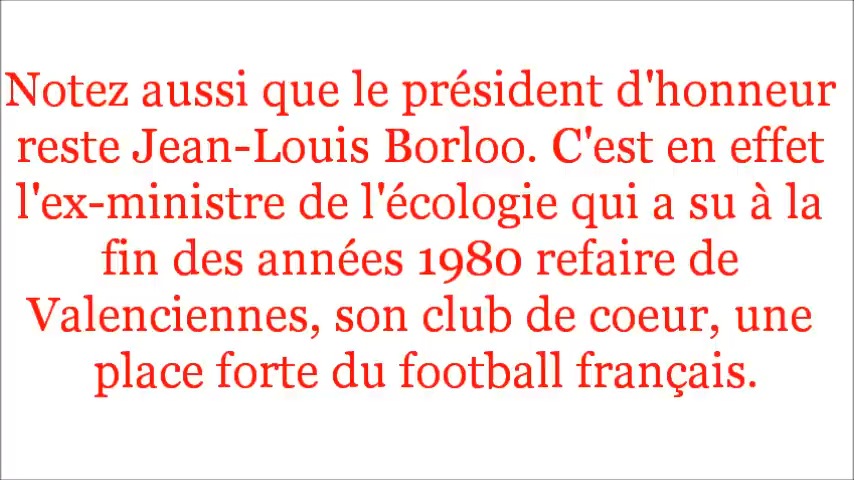 Notez aussi que le président d'honneur
reste Jean-Louis Borloo. C'est en effet
l'ex-ministre de l'écologie qui a su à la
fin des années 1980 refaire de
Valenciennes, son club de coeur, une
place forte du football français.